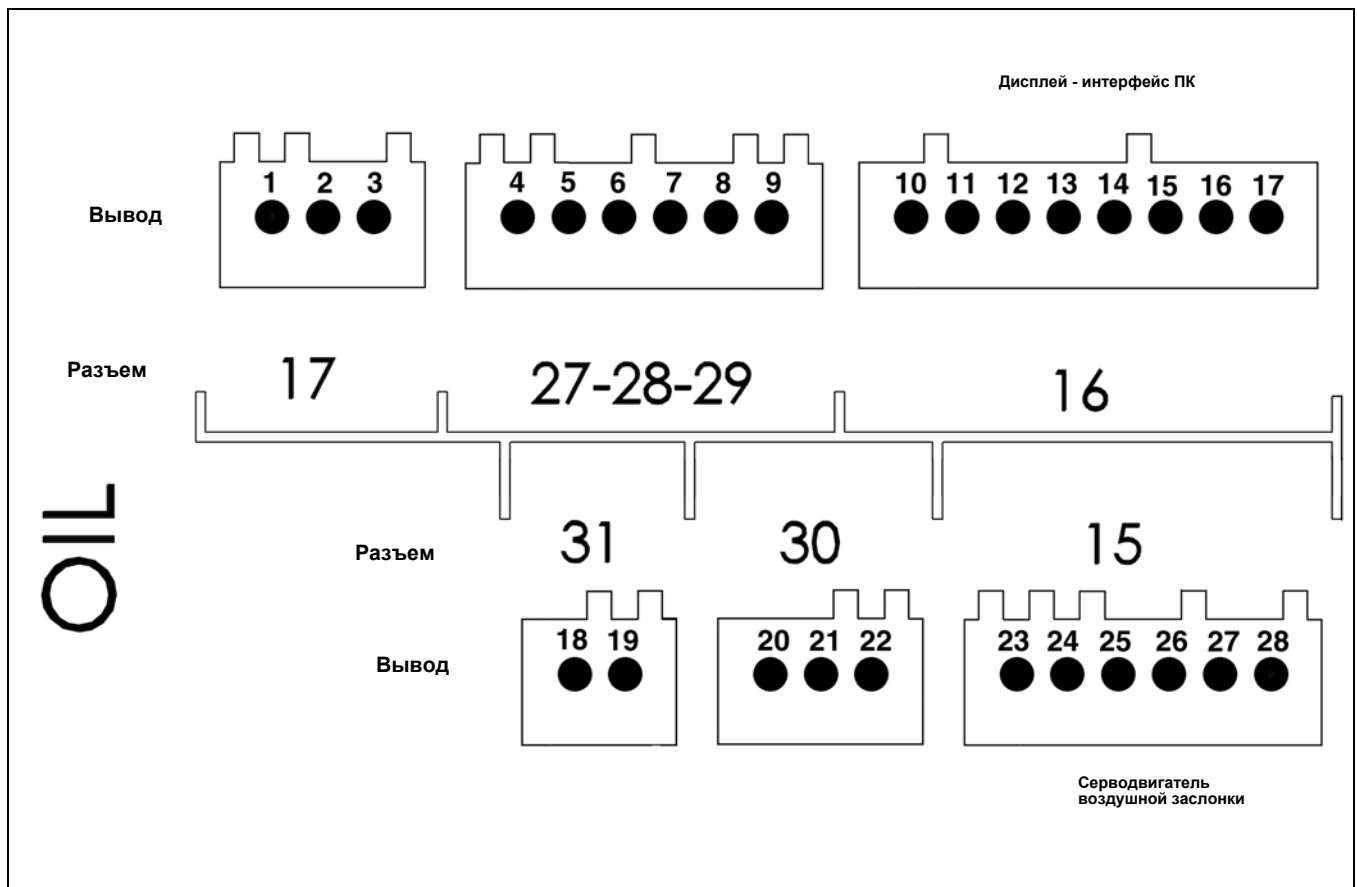 Дисплей - интерфейс ПК
1 2 3 4 5 6 7 8 9 10 11 12 13 14 15 16 17
Вывод
Разъем 17 27-28-29 16
OIL
Разъем 31 30 15
18 19 20 21 22 23 24 25 26 27 28
Вывод
Серводвигатель
воздушной заслонки